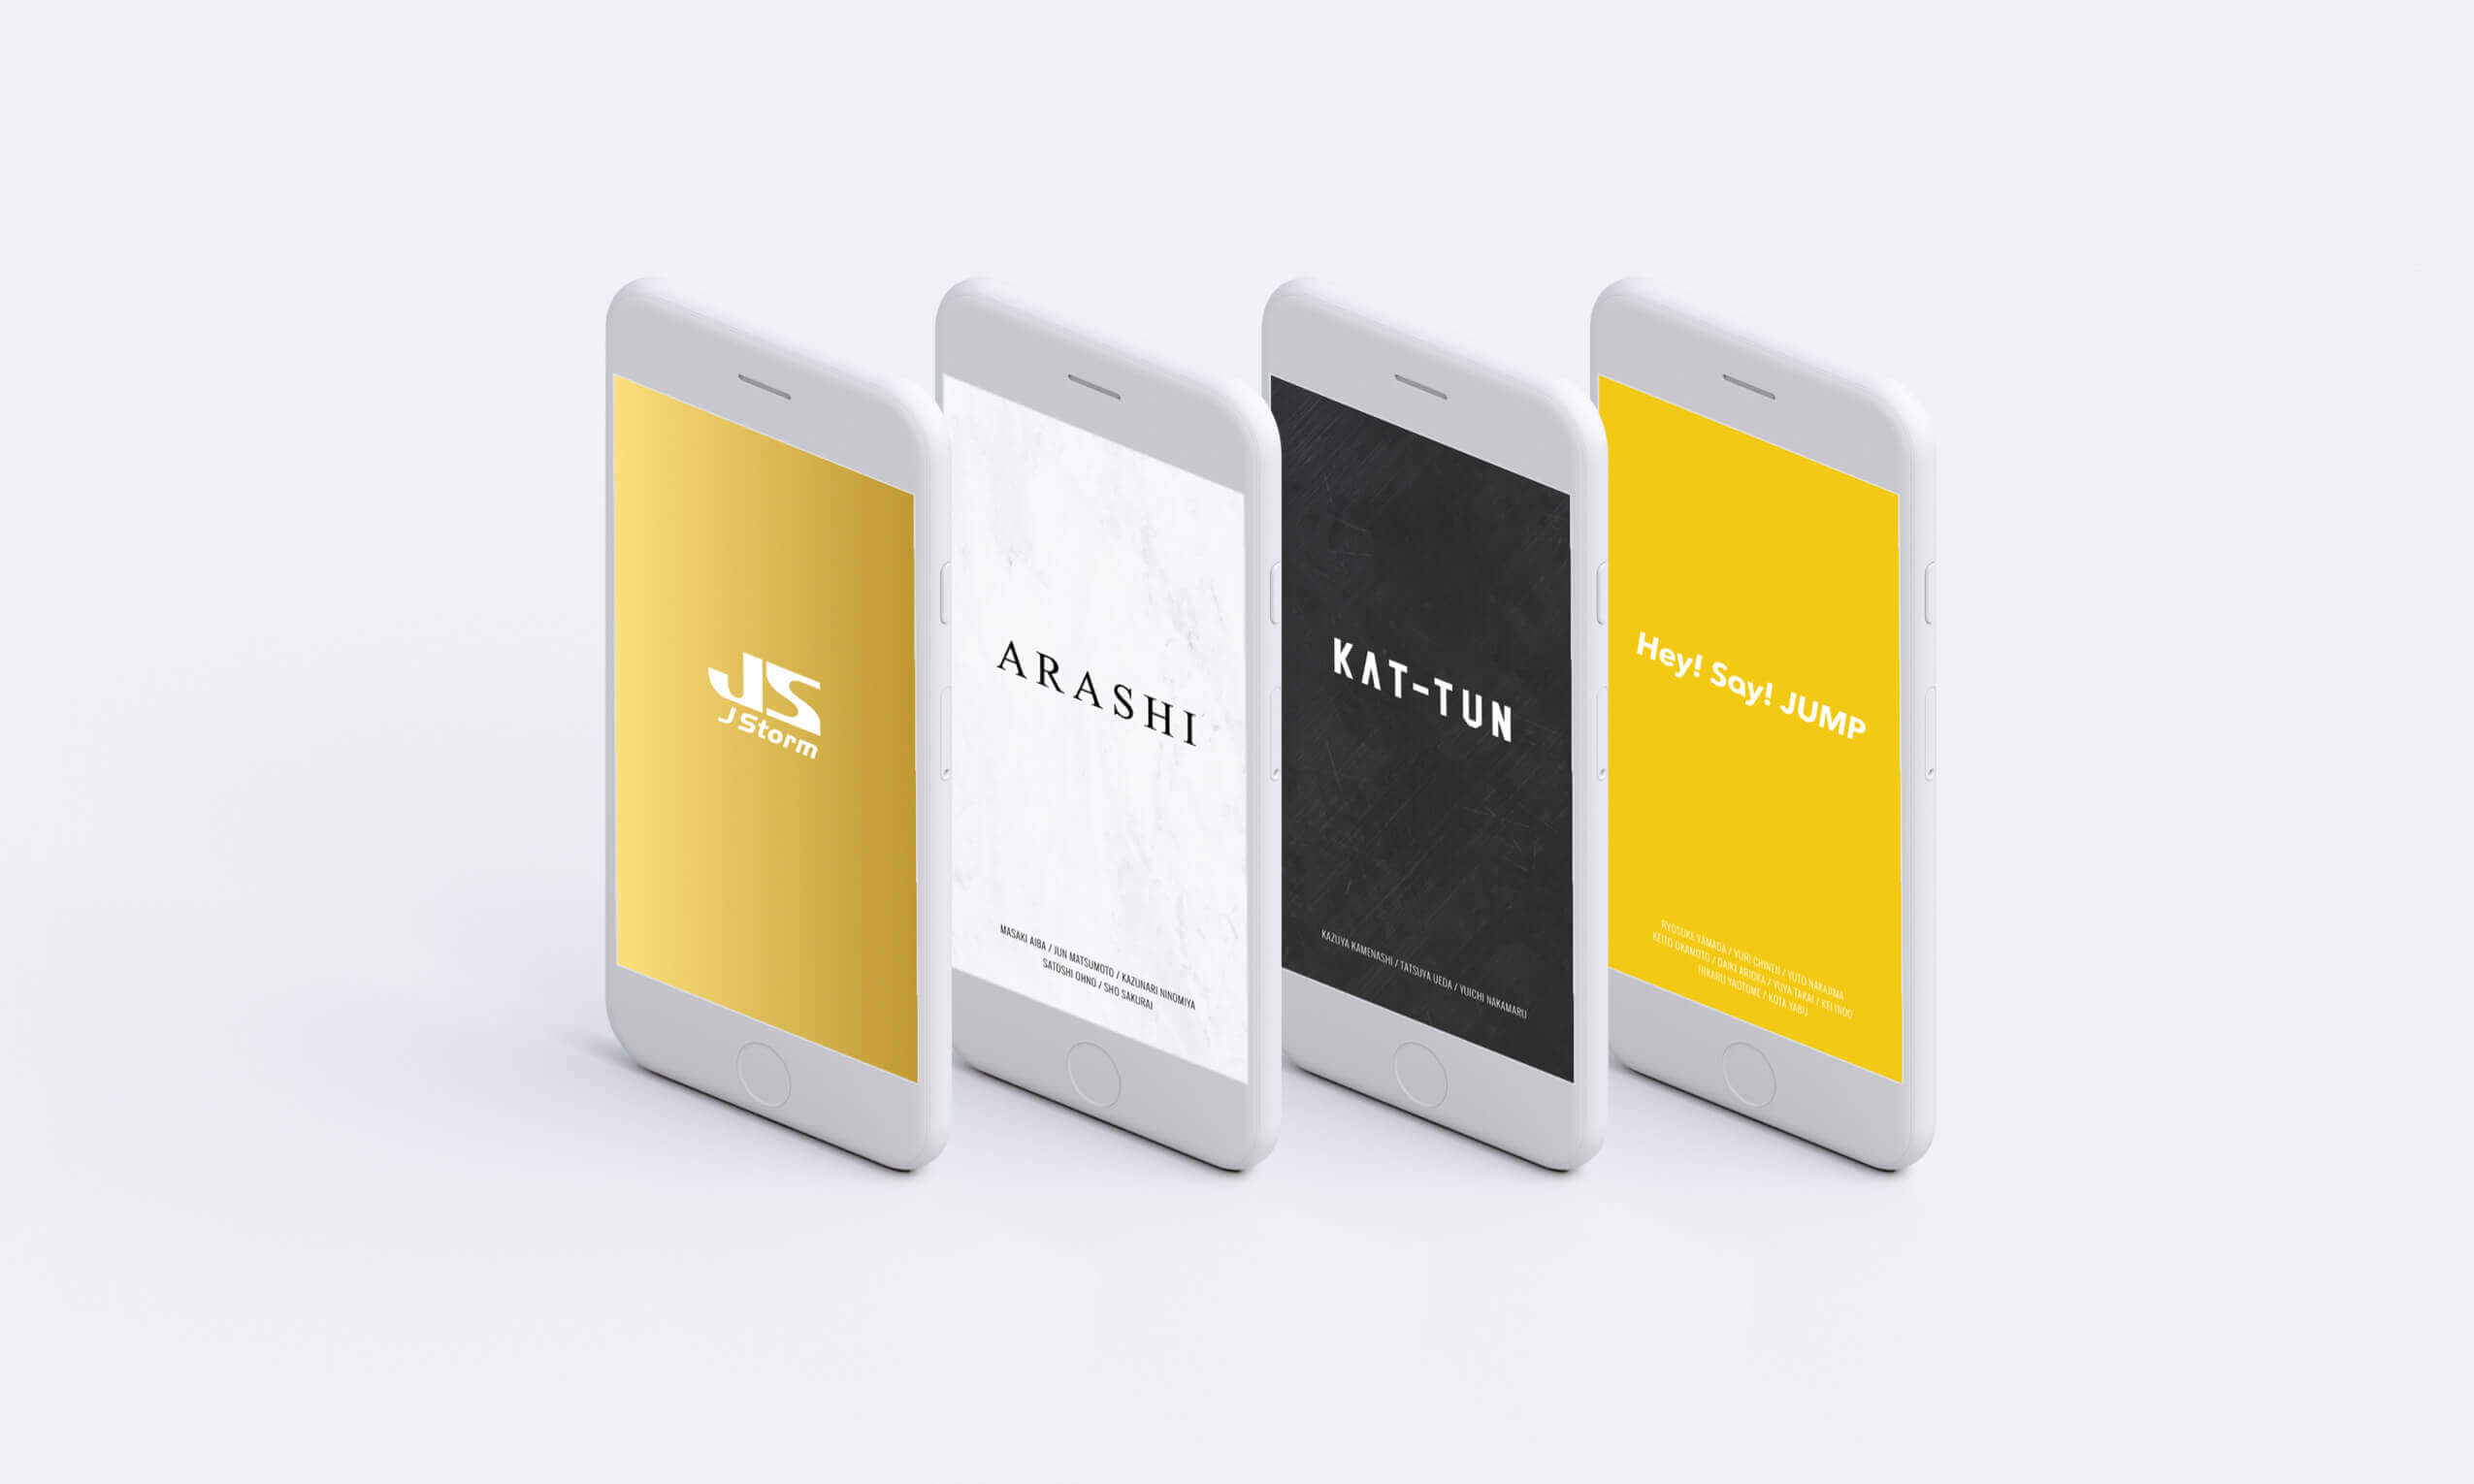 JS
J Storm
ARASHI
MASAKI AIBA / JUN MATSUMOTO / KAZUNARI NINOMIYA
SATOSHI OHNO / SHO SAKURAI
KAT-TUN
KAZUYA KAMENASHI / TATSUYA UEDA / YUICHI NAKAMARU
Hey! Say! JUMP
RYOSUKE YAMADA / YURI CHINEN / YUTO NAKAJIMA
KEITO OKAMOTO / DAIKI ARIOKA / YUYA TAKAI / KEI INOO
HIKARU YAOTOME / KOTA YABU